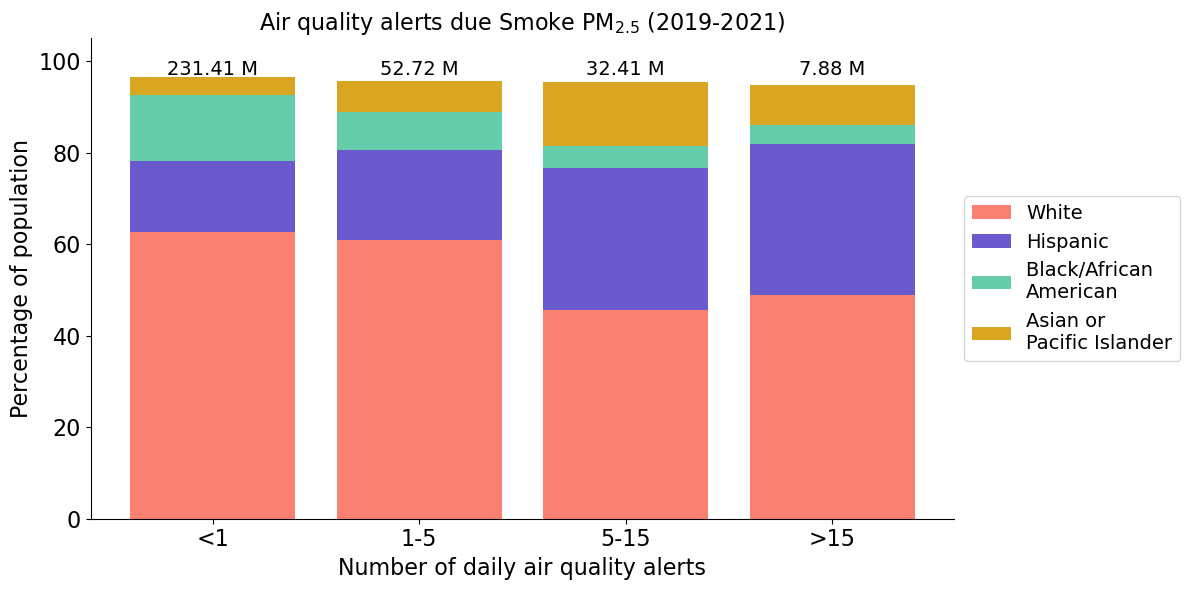 Air quality alerts due Smoke PM₂.₅ (2019-2021)
100
80
60
40
20
0
Percentage of population
231.41 M
52.72 M
32.41 M
7.88 M
<1
1-5
5-15
>15
Number of daily air quality alerts
White
Hispanic
Black/African
American
Asian or
Pacific Islander